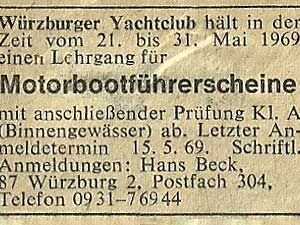 Würzburger Yachtclub hält in der
Zeit vom 21. bis 31. Mai 1969
einen Lehrgang für
Motorbootführerscheine
mit anschließender Prüfung Kl. A
(Binnengewässer) ab. Letzter An-
meldetermin 15. 5. 69. Schriftl.
Anmeldungen: Hans Beck,
87 Würzburg 2, Postfach 304,
Telefon 0931-76944